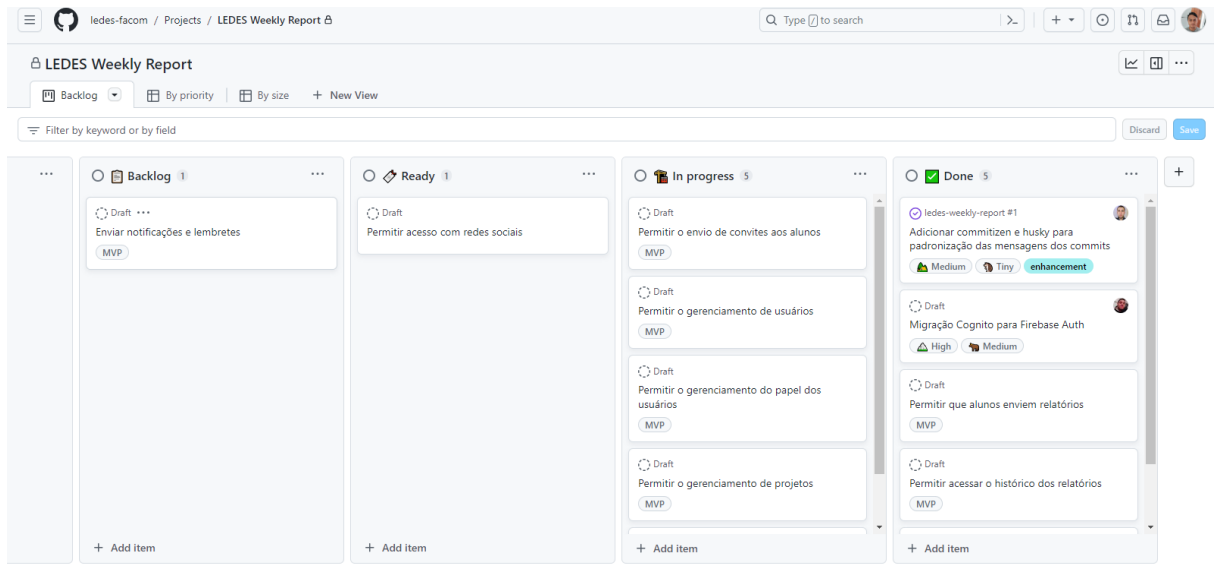 ledes-facom / Projects / LEDES Weekly Report
Type / to search
LEDES Weekly Report
Backlog
By priority
By size
+ New View
Filter by keyword or by field
Discard
Save
Backlog 1
Draft
Enviar notificações e lembretes
MVP
+ Add item
Ready 1
Draft
Permitir acesso com redes sociais
+ Add item
In progress 5
Draft
Permitir o envio de convites aos alunos
MVP
Draft
Permitir o gerenciamento de usuários
MVP
Draft
Permitir o gerenciamento do papel dos
usuários
MVP
Draft
Permitir o gerenciamento de projetos
MVP
+ Add item
Done 5
ledes-weekly-report #1
Adicionar commitizen e husky para
padronização das mensagens dos commits
Medium
Tiny
enhancement
Draft
Migração Cognito para Firebase Auth
High
Medium
Draft
Permitir que alunos enviem relatórios
MVP
Draft
Permitir acessar o histórico dos relatórios
MVP
+ Add item